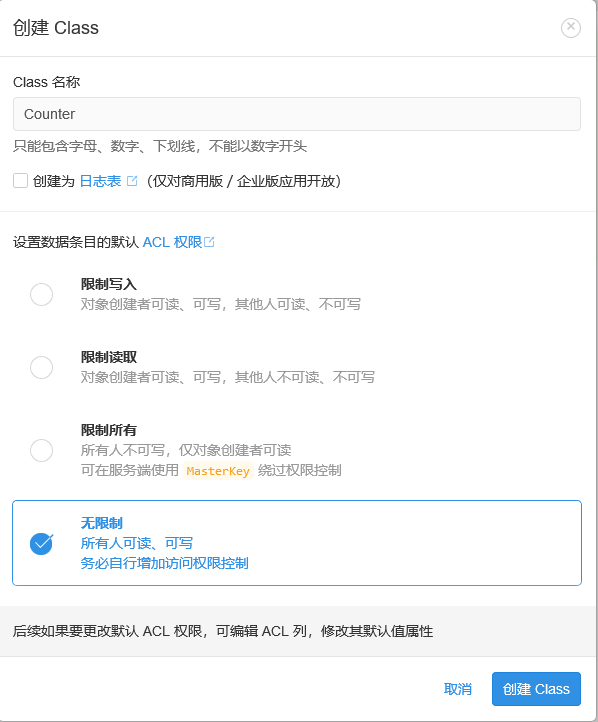 创建 Class
Class 名称
Counter
只能包含字母、数字、下划线，不能以数字开头
创建为 日志表 （仅对商用版 / 企业版应用开放）
设置数据条目的默认 ACL 权限
限制写入
对象创建者可读、可写，其他人可读、不可写
限制读取
对象创建者可读、可写，其他人不可读、不可写
限制所有
所有人不可写，仅对象创建者可读
可在服务端使用 MasterKey 绕过权限控制
无限制
所有人可读、可写
务必自行增加访问权限控制
后续如果要更改默认 ACL 权限，可编辑 ACL 列，修改其默认值属性
取消 创建 Class